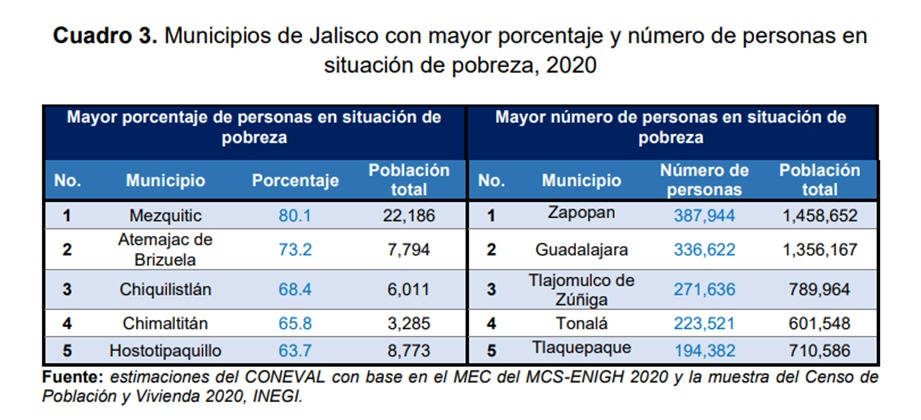 Cuadro 3. Municipios de Jalisco con mayor porcentaje y número de personas en
situación de pobreza, 2020
Mayor porcentaje de personas en situación de
pobreza
Mayor número de personas en situación de
pobreza
No. Municipio Porcentaje Población
total
No. Municipio Número de
personas
Población
total
1 Mezquitic 80.1 22,186 1 Zapopan 387,944 1,458,652
2 Atemajac de
Brizuela 73.2 7,794 2 Guadalajara 336,622 1,356,167
3 Chiquilistlán 68.4 6,011 3 Tlajomulco de
Zúñiga 271,636 789,964
4 Chimaltitán 65.8 3,285 4 Tonalá 223,521 601,548
5 Hostotipaquillo 63.7 8,773 5 Tlaquepaque 194,382 710,586
Fuente: estimaciones del CONEVAL con base en el MEC del MCS-ENIGH 2020 y la muestra del Censo de
Población y Vivienda 2020, INEGI.